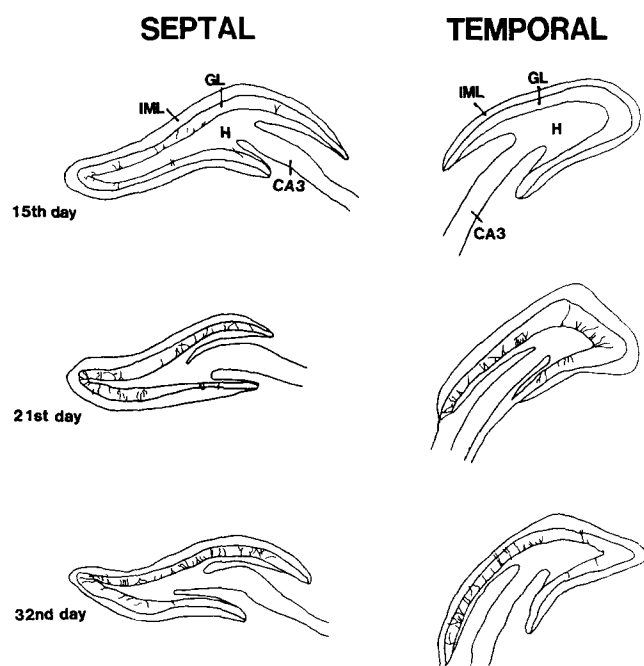 SEPTAL
TEMPORAL
GL
IML
H
CA3
15th day
GL
IML
H
CA3
21st day
32nd day